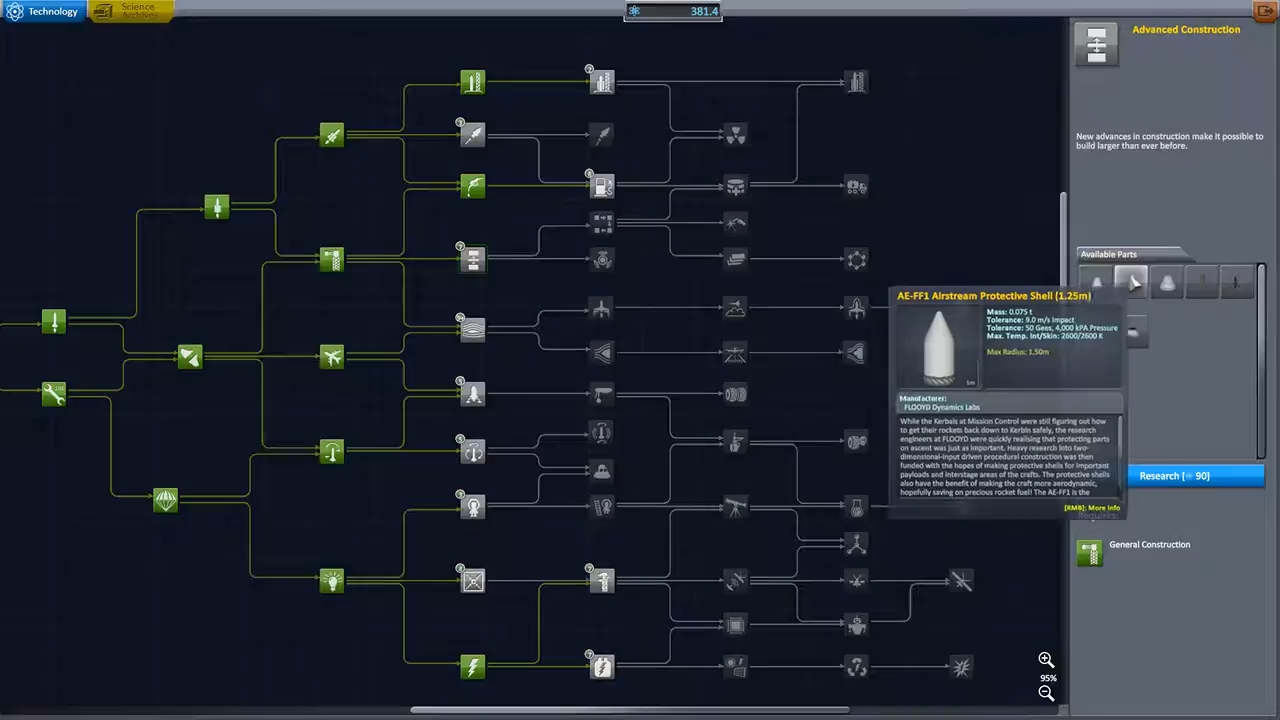 Technology
Science
Archives
381.4
Advanced Construction
New advances in construction make it possible to
build larger than ever before.
Available Parts
AE-FF1 Airstream Protective Shell (1.25m)
Mass: 0.075 t
Tolerance: 9.0 m/s Impact
Tolerance: 50 Gees, 4,000 kPA Pressure
Max. Temp. Int/Skin: 2600/2600 K
Max Radius: 1.50m
1m
Manufacturer:
FLOOYD Dynamics Labs
While the Kerbals at Mission Control were still figuring out how
to get their rockets back down to Kerbin safely, the research
engineers at FLOOYD were quickly realising that protecting parts
on ascent was just as important. Heavy research into two-
dimensional-input driven procedural construction was then
funded with the hopes of making protective shells for important
payloads and interstage areas of the crafts. The protective shells
also have the benefit of making the craft more aerodynamic,
hopefully saving on precious rocket fuel! The AE-FF1 is the
[RMB]: More Info
Research [90]
Requires:
General Construction
95%